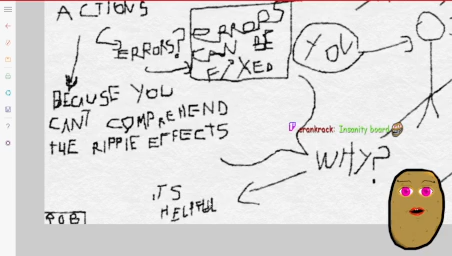 ACTIONS
ERRORS?
ERRORS
CAN BE
FIXED
YOU
BECAUSE YOU
CANT COMPREHEND
THE RIPPlE EFFECTS
crankrack: Insanity board
WHY?
iTS
HELPfUl